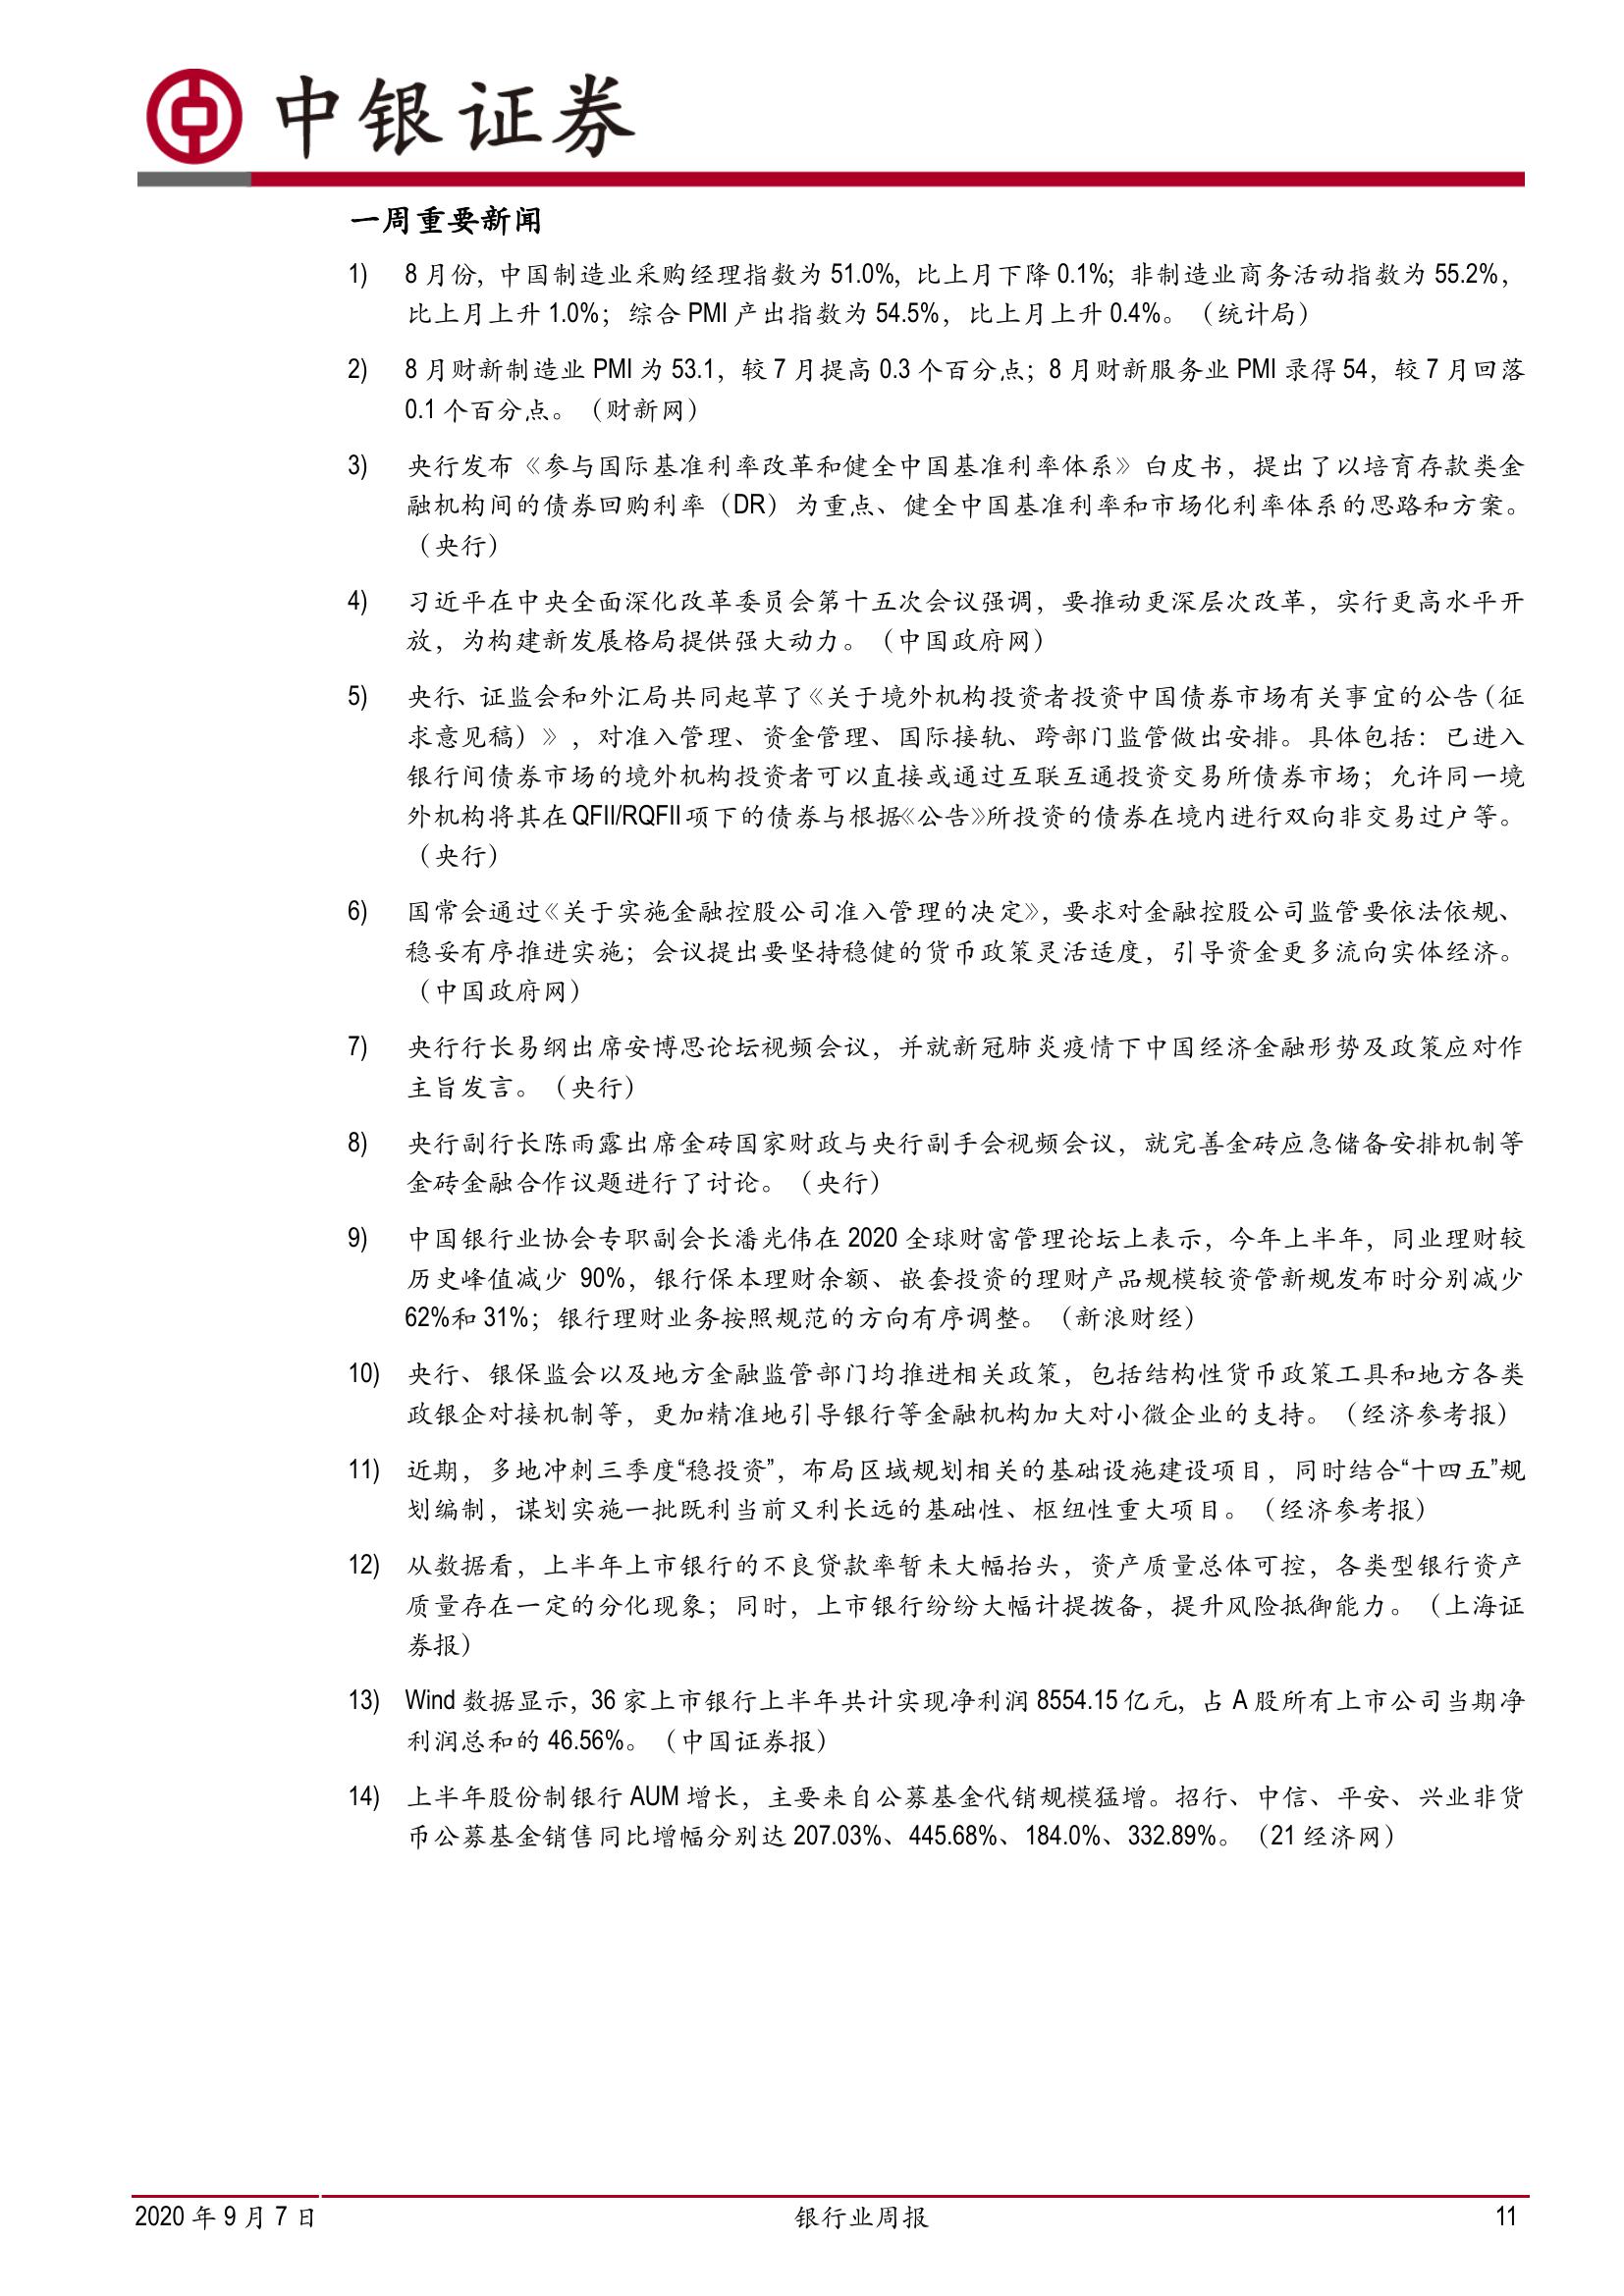 中银证券
一周重要新闻
1) 8 月份, 中国制造业采购经理指数为 51.0%, 比上月下降 0.1%; 非制造业商务活动指数为 55.2%，
比上月上升 1.0%；综合 PMI 产出指数为 54.5%，比上月上升 0.4%。（统计局）
2) 8 月财新制造业 PMI 为 53.1，较 7 月提高 0.3 个百分点；8 月财新服务业 PMI 录得 54，较 7 月回落
0.1 个百分点。（财新网）
3) 央行发布《参与国际基准利率改革和健全中国基准利率体系》白皮书，提出了以培育存款类金
融机构间的债券回购利率（DR）为重点、健全中国基准利率和市场化利率体系的思路和方案。
（央行）
4) 习近平在中央全面深化改革委员会第十五次会议强调，要推动更深层次改革，实行更高水平开
放，为构建新发展格局提供强大动力。（中国政府网）
5) 央行、证监会和外汇局共同起草了《关于境外机构投资者投资中国债券市场有关事宜的公告（征
求意见稿）》，对准入管理、资金管理、国际接轨、跨部门监管做出安排。具体包括：已进入
银行间债券市场的境外机构投资者可以直接或通过互联互通投资交易所债券市场；允许同一境
外机构将其在 QFII/RQFII 项下的债券与根据《公告》所投资的债券在境内进行双向非交易过户等。
（央行）
6) 国常会通过《关于实施金融控股公司准入管理的决定》，要求对金融控股公司监管要依法依规、
稳妥有序推进实施；会议提出要坚持稳健的货币政策灵活适度，引导资金更多流向实体经济。
（中国政府网）
7) 央行行长易纲出席安博思论坛视频会议，并就新冠肺炎疫情下中国经济金融形势及政策应对作
主旨发言。（央行）
8) 央行副行长陈雨露出席金砖国家财政与央行副手会视频会议，就完善金砖应急储备安排机制等
金砖金融合作议题进行了讨论。（央行）
9) 中国银行业协会专职副会长潘光伟在 2020 全球财富管理论坛上表示，今年上半年，同业理财较
历史峰值减少 90%，银行保本理财余额、嵌套投资的理财产品规模较资管新规发布时分别减少
62%和 31%；银行理财业务按照规范的方向有序调整。（新浪财经）
10) 央行、银保监会以及地方金融监管部门均推进相关政策，包括结构性货币政策工具和地方各类
政银企对接机制等，更加精准地引导银行等金融机构加大对小微企业的支持。（经济参考报）
11) 近期，多地冲刺三季度“稳投资”，布局区域规划相关的基础设施建设项目，同时结合“十四五”规
划编制，谋划实施一批既利当前又利长远的基础性、枢纽性重大项目。（经济参考报）
12) 从数据看，上半年上市银行的不良贷款率暂未大幅抬头，资产质量总体可控，各类型银行资产
质量存在一定的分化现象；同时，上市银行纷纷大幅计提拨备，提升风险抵御能力。（上海证
券报）
13) Wind 数据显示, 36 家上市银行上半年共计实现净利润 8554.15 亿元, 占 A 股所有上市公司当期净
利润总和的 46.56%。（中国证券报）
14) 上半年股份制银行 AUM 增长，主要来自公募基金代销规模猛增。招行、中信、平安、兴业非货
币公募基金销售同比增幅分别达 207.03%、445.68%、184.0%、332.89%。（21 经济网）
2020 年 9 月 7 日 银行业周报 11